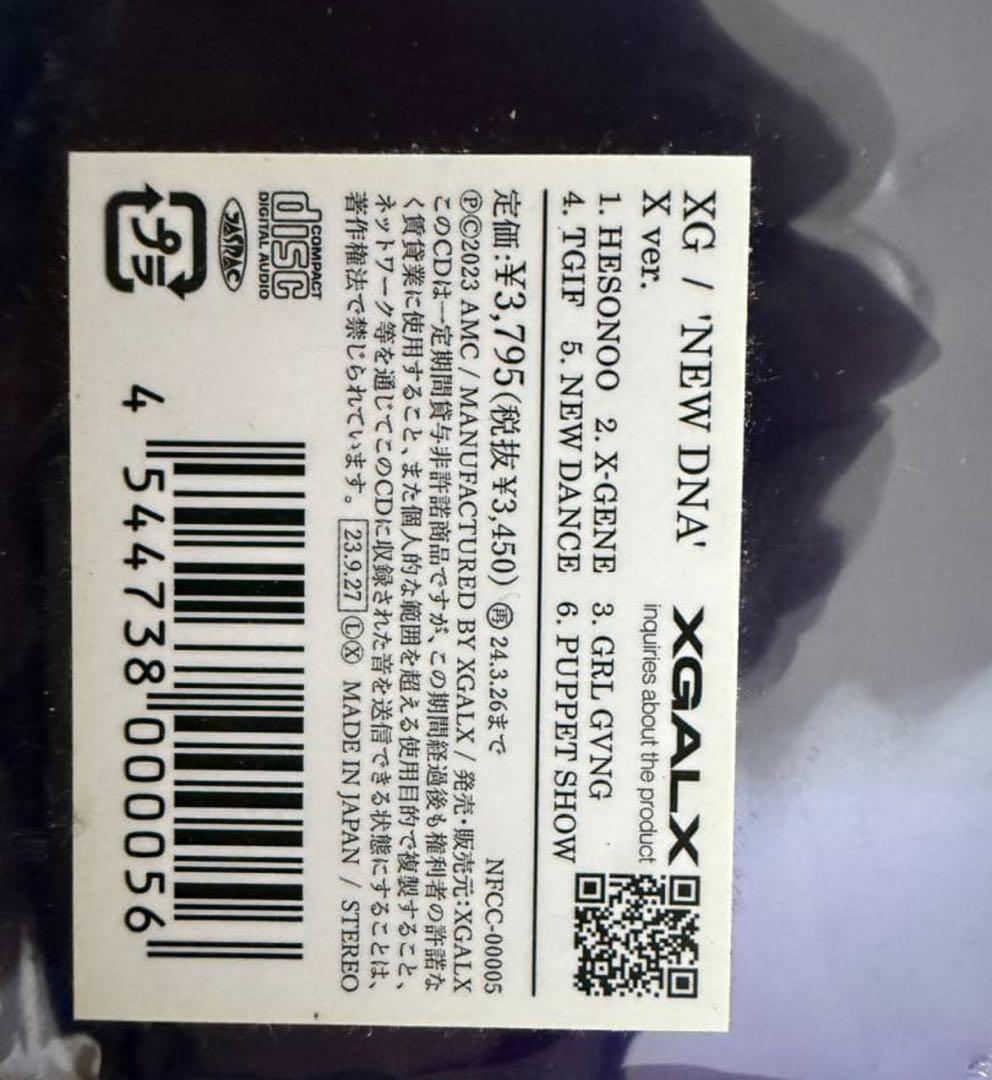 XG / 'NEW DNA'
X ver.
XGALX
inquiries about the product
1. HESONOO 2. X-GENE 3. GRL GVNG
4. TGIF 5. NEW DANCE 6. PUPPET SHOW
定価:¥3,795(税抜¥3,450) 再 24.3.26まで NFCC-00005
Ⓟ©2023 AMC / MANUFACTURED BY XGALX / 発売・販売元:XGALX
このCDは一定期間貸与非許諾商品ですが、この期間経過後も権利者の許諾な
く賃貸業に使用すること、また個人的な範囲を超える使用目的で複製すること、
ネットワーク等を通じてこのCDに収録された音を送信できる状態にすることは、
著作権法で禁じられています。 23.9.27 ⓁⓍ MADE IN JAPAN / STEREO
COMPACT
disc
DIGITAL AUDIO
JASRAC
プラ
4 544738 000056